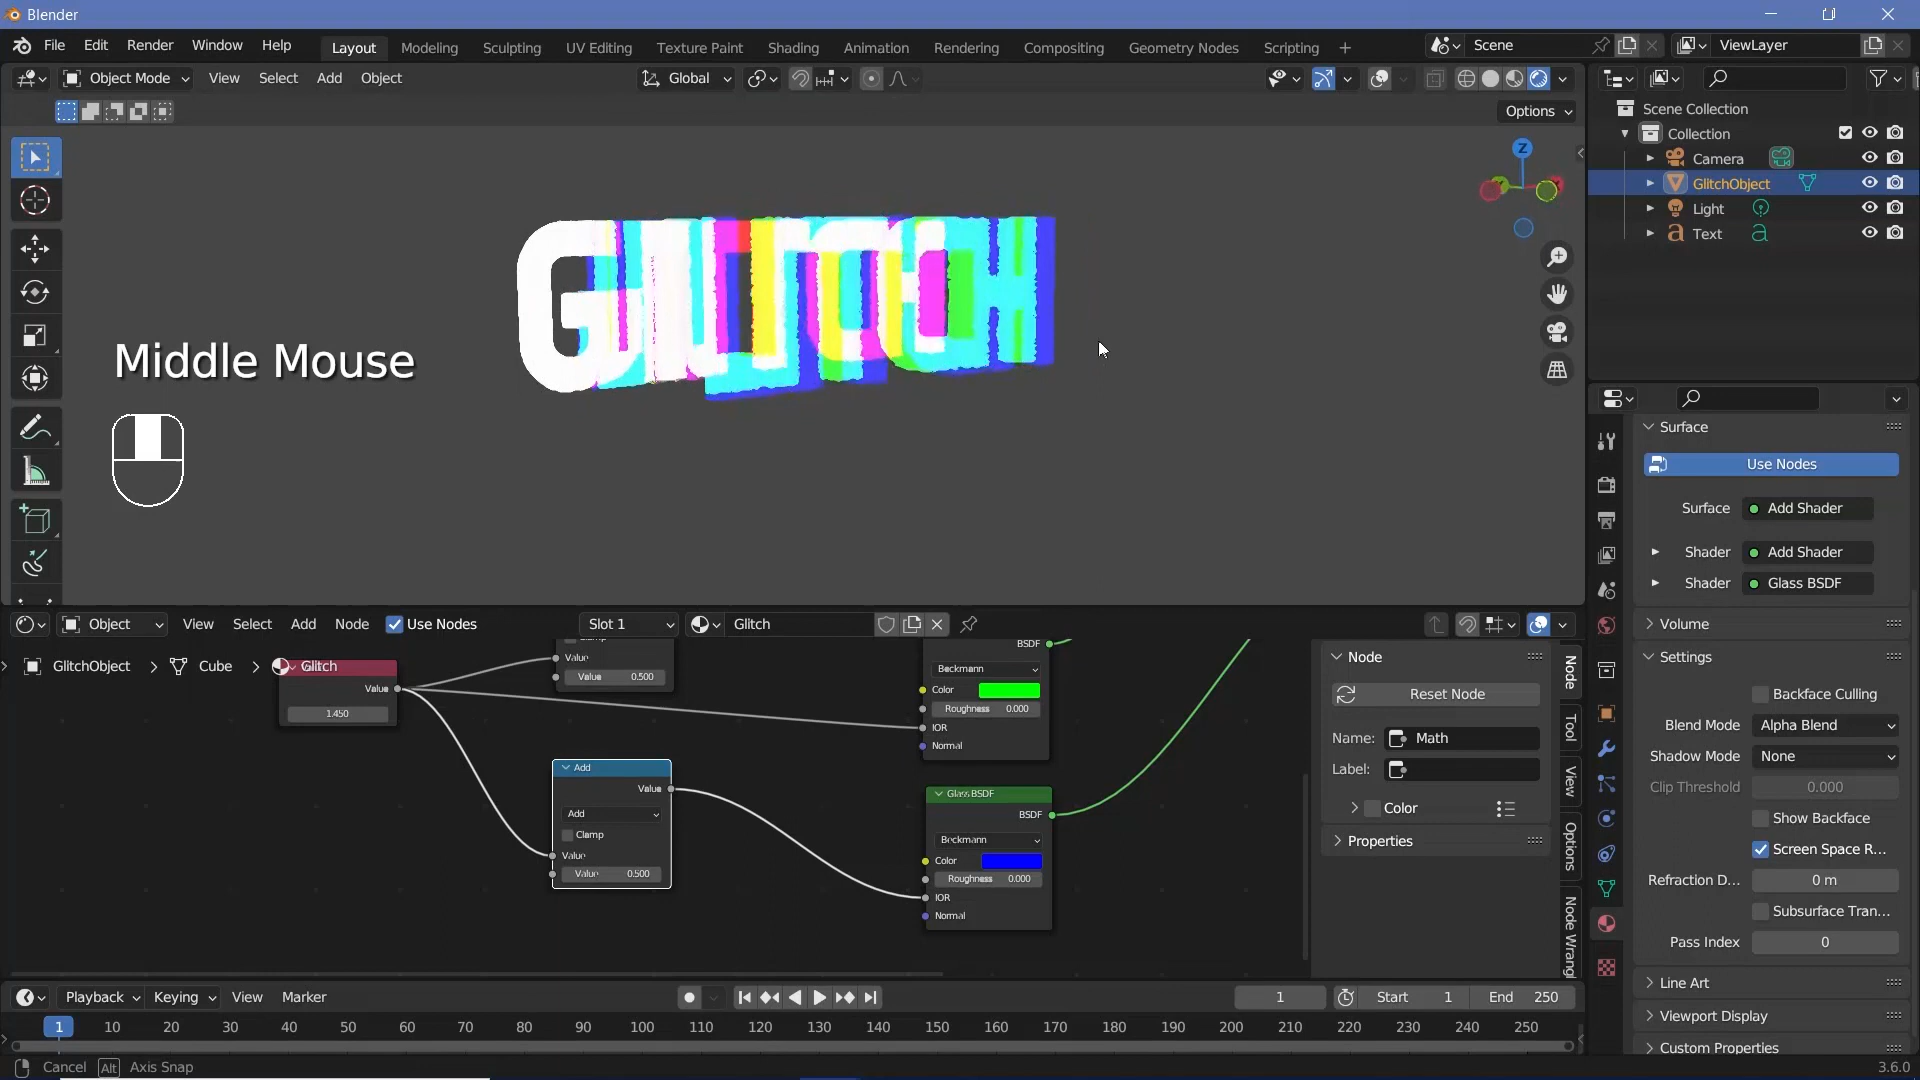 Blender
File Edit Render Window Help Layout Modeling Sculpting UV Editing Texture Paint Shading Animation Rendering Compositing Geometry Nodes Scripting + Scene ViewLayer
Object Mode View Select Add Object Global
Options
Z
Scene Collection
Collection
Camera
GlitchObject
Light
Text
GLITCH
Middle Mouse
Surface
Use Nodes
Surface Add Shader
Shader Add Shader
Shader Glass BSDF
Volume
Settings
Backface Culling
Blend Mode Alpha Blend
Shadow Mode None
Clip Threshold 0.000
Show Backface
Screen Space R...
Refraction D... 0 m
Subsurface Tran...
Pass Index 0
Line Art
Viewport Display
Custom Properties
Object View Select Add Node Use Nodes Slot 1 Glitch
GlitchObject > Cube > Glitch
Value
1.450
Value
Value 0.500
BSDF
Beckmann
Color
Roughness 0.000
IOR
Normal
Add
Value
Add
Clamp
Value
Value 0.500
Glass BSDF
BSDF
Beckmann
Color
Roughness 0.000
IOR
Normal
Node
Reset Node
Name: Math
Label:
Color
Properties
Node
Tool
View
Options
Node Wrangl
Playback Keying View Marker 1 Start 1 End 250
1 10 20 30 40 50 60 70 80 90 100 110 120 130 140 150 160 170 180 190 200 210 220 230 240 250
Cancel Alt Axis Snap 3.6.0